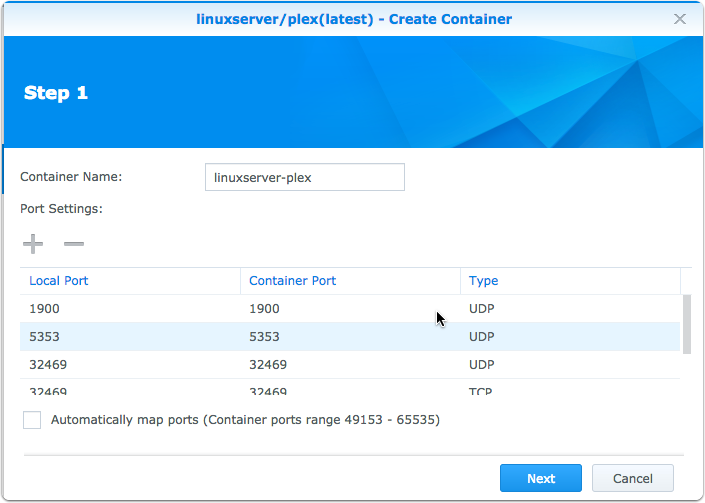 linuxserver/plex(latest) - Create Container
Step 1
Container Name: linuxserver-plex
Port Settings:
Local Port Container Port Type
1900 1900 UDP
5353 5353 UDP
32469 32469 UDP
32469 32469 TCP
Automatically map ports (Container ports range 49153 - 65535)
Next Cancel